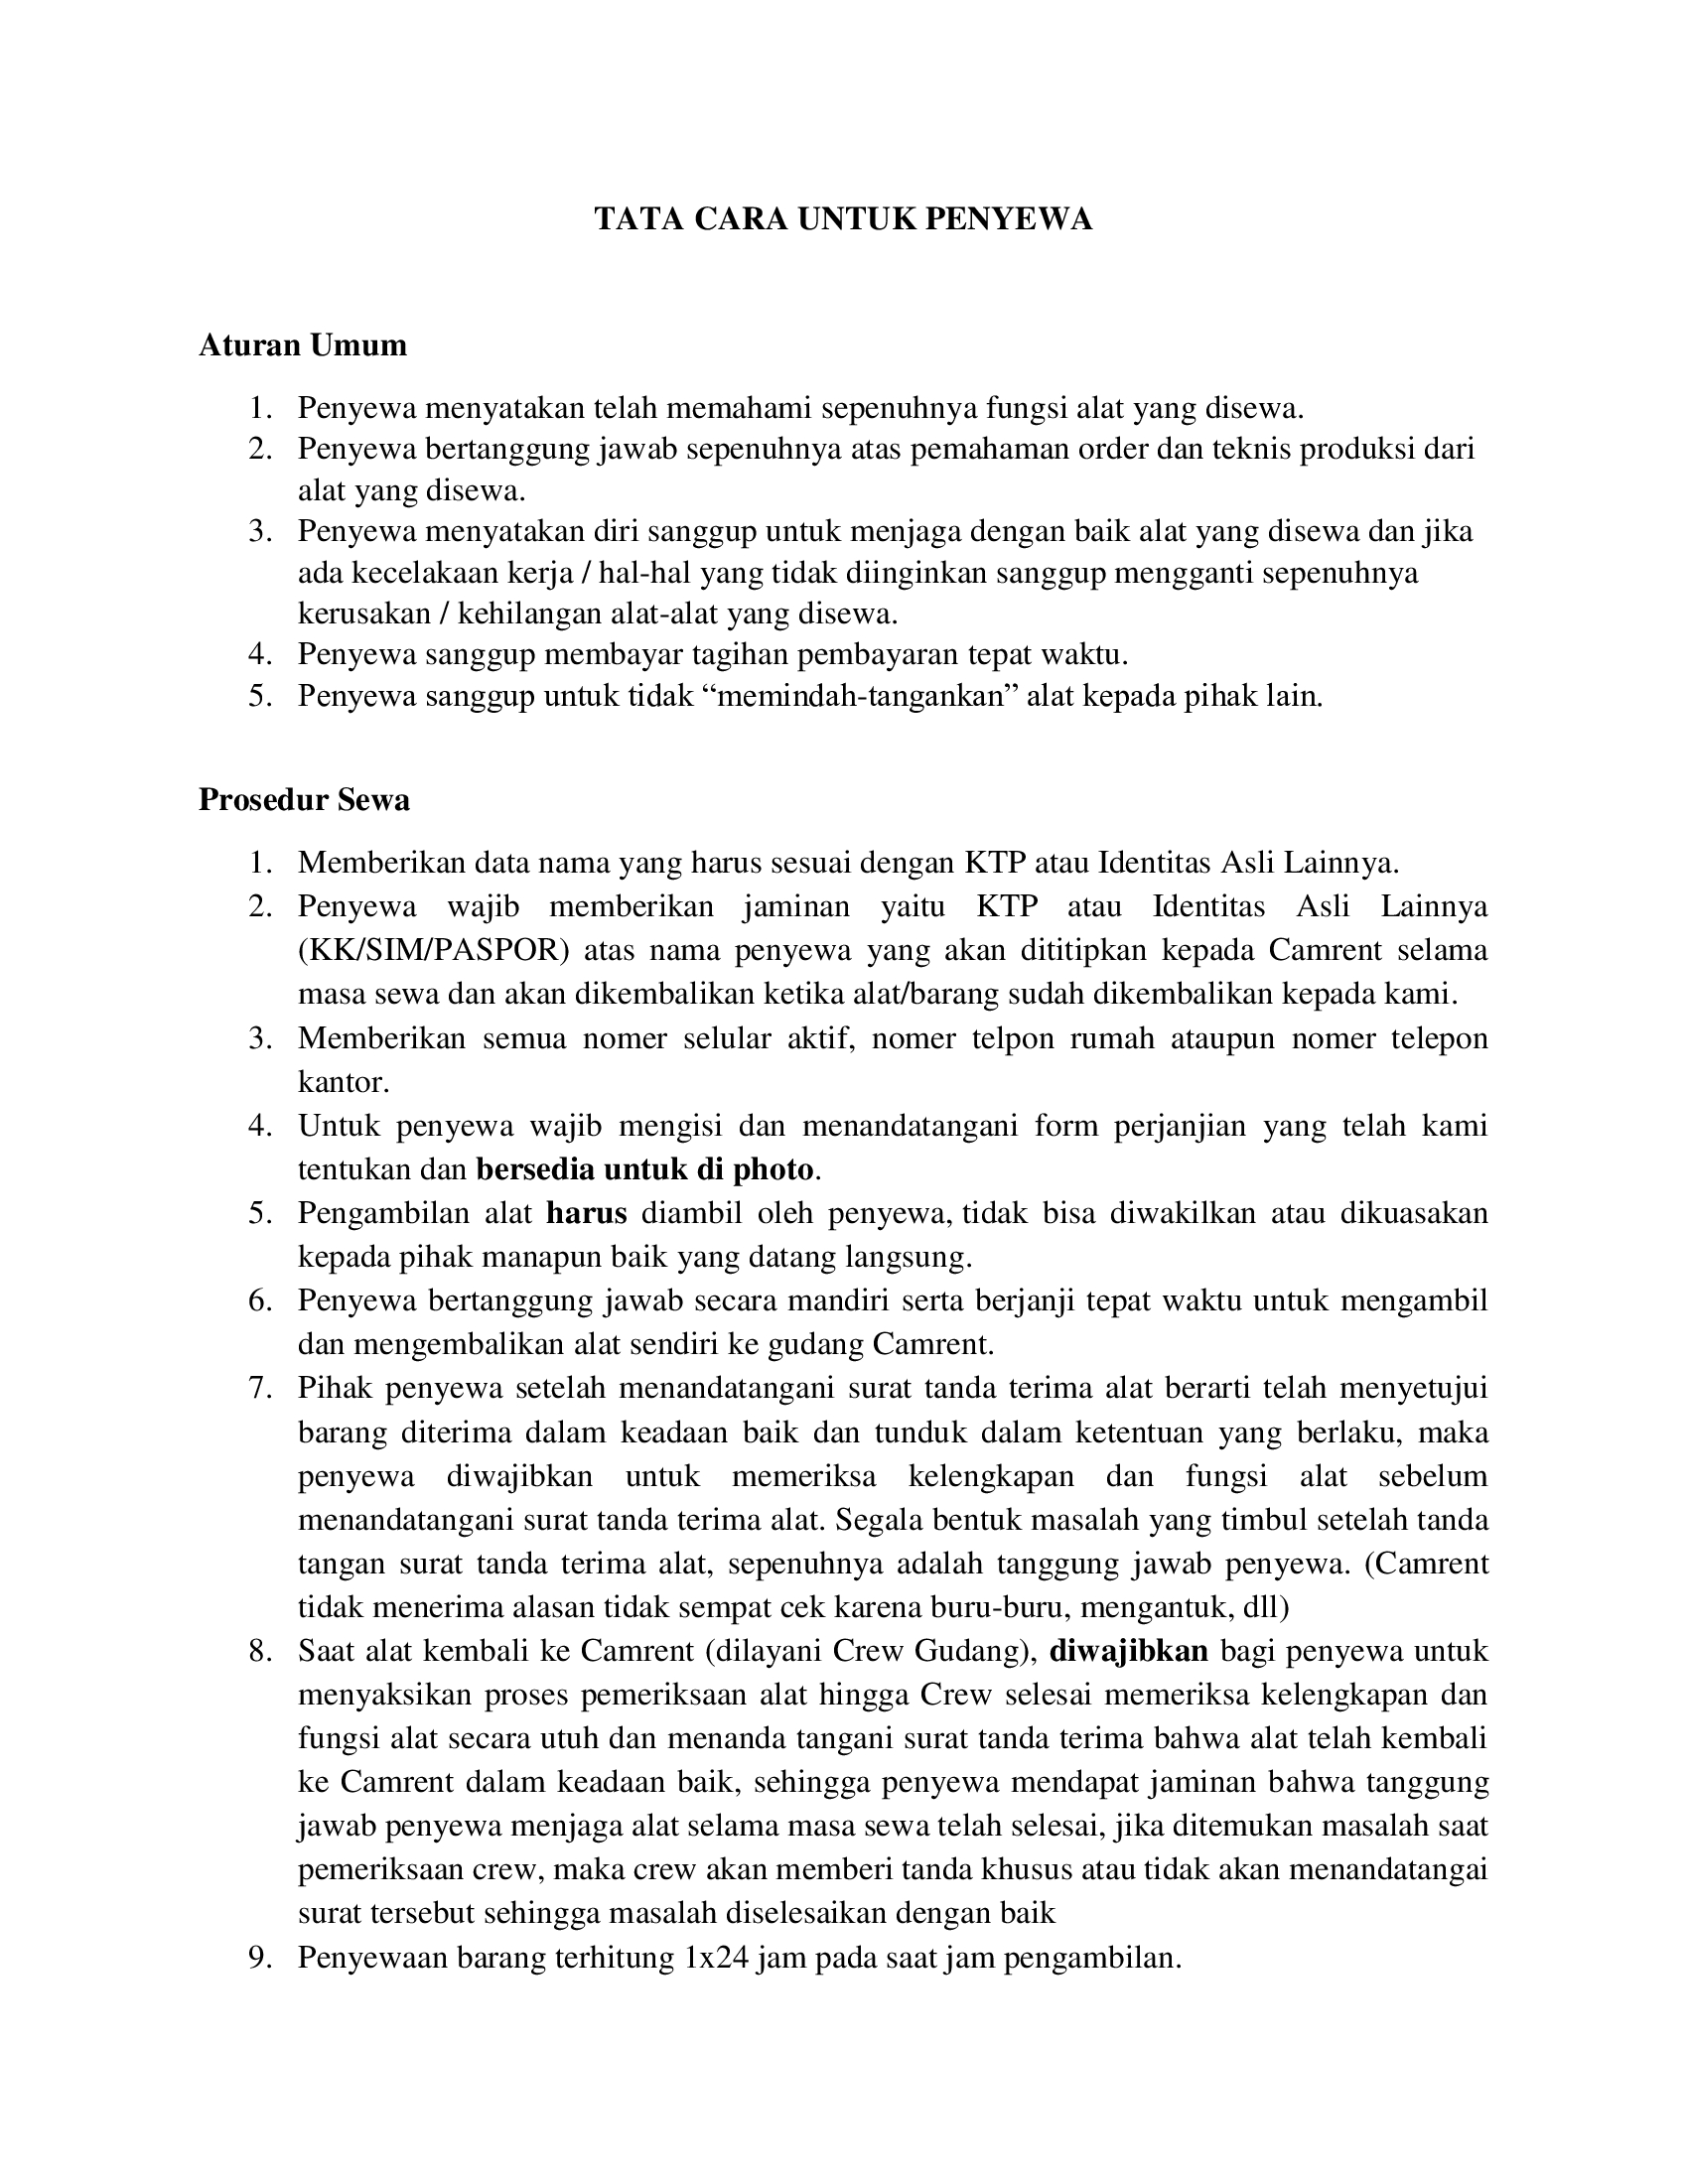 TATA CARA UNTUK PENYEWA
Aturan Umum
1. Penyewa menyatakan telah memahami sepenuhnya fungsi alat yang disewa.
2. Penyewa bertanggung jawab sepenuhnya atas pemahaman order dan teknis produksi dari
alat yang disewa.
3. Penyewa menyatakan diri sanggup untuk menjaga dengan baik alat yang disewa dan jika
ada kecelakaan kerja / hal-hal yang tidak diinginkan sanggup mengganti sepenuhnya
kerusakan / kehilangan alat-alat yang disewa.
4. Penyewa sanggup membayar tagihan pembayaran tepat waktu.
5. Penyewa sanggup untuk tidak “memindah-tangankan” alat kepada pihak lain.
Prosedur Sewa
1. Memberikan data nama yang harus sesuai dengan KTP atau Identitas Asli Lainnya.
2. Penyewa wajib memberikan jaminan yaitu KTP atau Identitas Asli Lainnya
(KK/SIM/PASPOR) atas nama penyewa yang akan dititipkan kepada Camrent selama
masa sewa dan akan dikembalikan ketika alat/barang sudah dikembalikan kepada kami.
3. Memberikan semua nomer selular aktif, nomer telpon rumah ataupun nomer telepon
kantor.
4. Untuk penyewa wajib mengisi dan menandatangani form perjanjian yang telah kami
tentukan dan bersedia untuk di photo.
5. Pengambilan alat harus diambil oleh penyewa, tidak bisa diwakilkan atau dikuasakan
kepada pihak manapun baik yang datang langsung.
6. Penyewa bertanggung jawab secara mandiri serta berjanji tepat waktu untuk mengambil
dan mengembalikan alat sendiri ke gudang Camrent.
7. Pihak penyewa setelah menandatangani surat tanda terima alat berarti telah menyetujui
barang diterima dalam keadaan baik dan tunduk dalam ketentuan yang berlaku, maka
penyewa diwajibkan untuk memeriksa kelengkapan dan fungsi alat sebelum
menandatangani surat tanda terima alat. Segala bentuk masalah yang timbul setelah tanda
tangan surat tanda terima alat, sepenuhnya adalah tanggung jawab penyewa. (Camrent
tidak menerima alasan tidak sempat cek karena buru-buru, mengantuk, dll)
8. Saat alat kembali ke Camrent (dilayani Crew Gudang), diwajibkan bagi penyewa untuk
menyaksikan proses pemeriksaan alat hingga Crew selesai memeriksa kelengkapan dan
fungsi alat secara utuh dan menanda tangani surat tanda terima bahwa alat telah kembali
ke Camrent dalam keadaan baik, sehingga penyewa mendapat jaminan bahwa tanggung
jawab penyewa menjaga alat selama masa sewa telah selesai, jika ditemukan masalah saat
pemeriksaan crew, maka crew akan memberi tanda khusus atau tidak akan menandatangai
surat tersebut sehingga masalah diselesaikan dengan baik
9. Penyewaan barang terhitung 1x24 jam pada saat jam pengambilan.